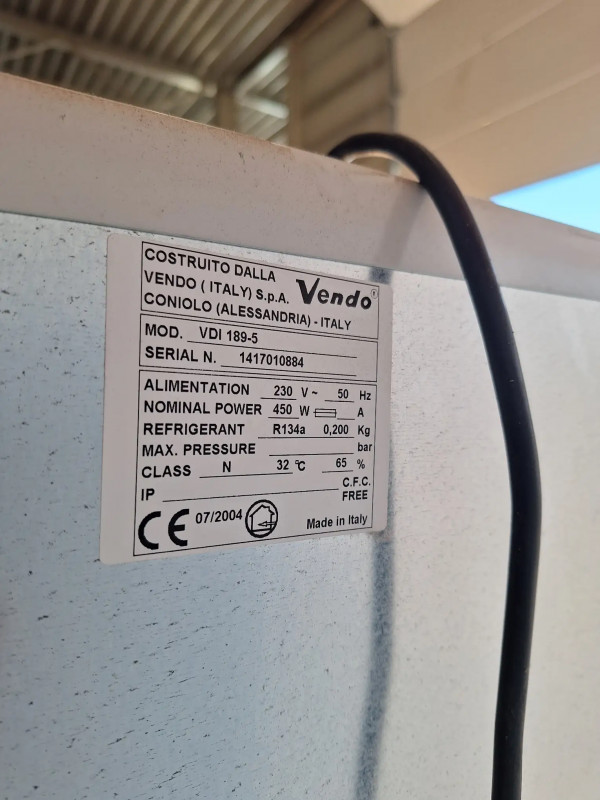 COSTRUITO DALLA
VENDO ( ITALY) S.p.A.
Vendo
CONIOLO (ALESSANDRIA) - ITALY
MOD. VDI 189-5
SERIAL N. 1417010884
ALIMENTATION 230 V ~ 50 Hz
NOMINAL POWER 450 W A
REFRIGERANT R134a 0,200 Kg
MAX. PRESSURE bar
CLASS N 32 °C 65 %
IP C.F.C. FREE
CE 07/2004 Made in Italy